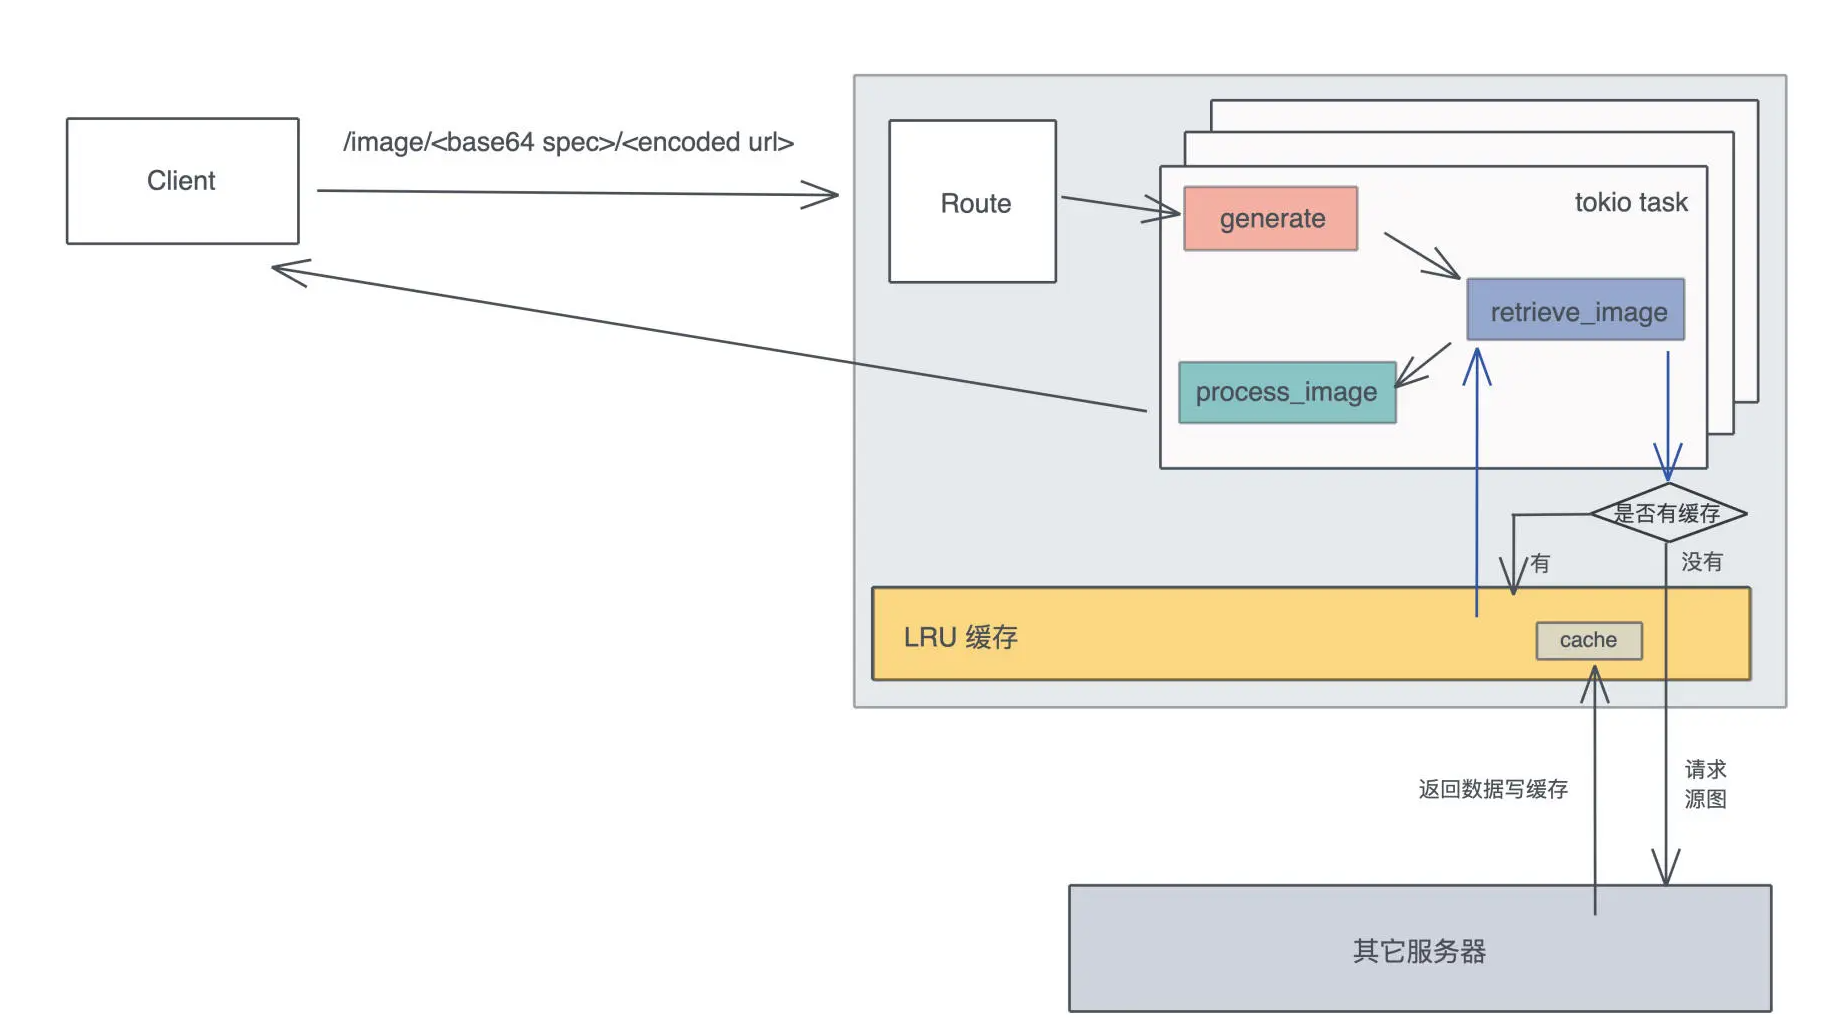 Client
/image/<base64 spec>/<encoded url>
Route
tokio task
generate
retrieve_image
process_image
是否有缓存
有
没有
LRU 缓存
cache
返回数据写缓存
请求
源图
其它服务器